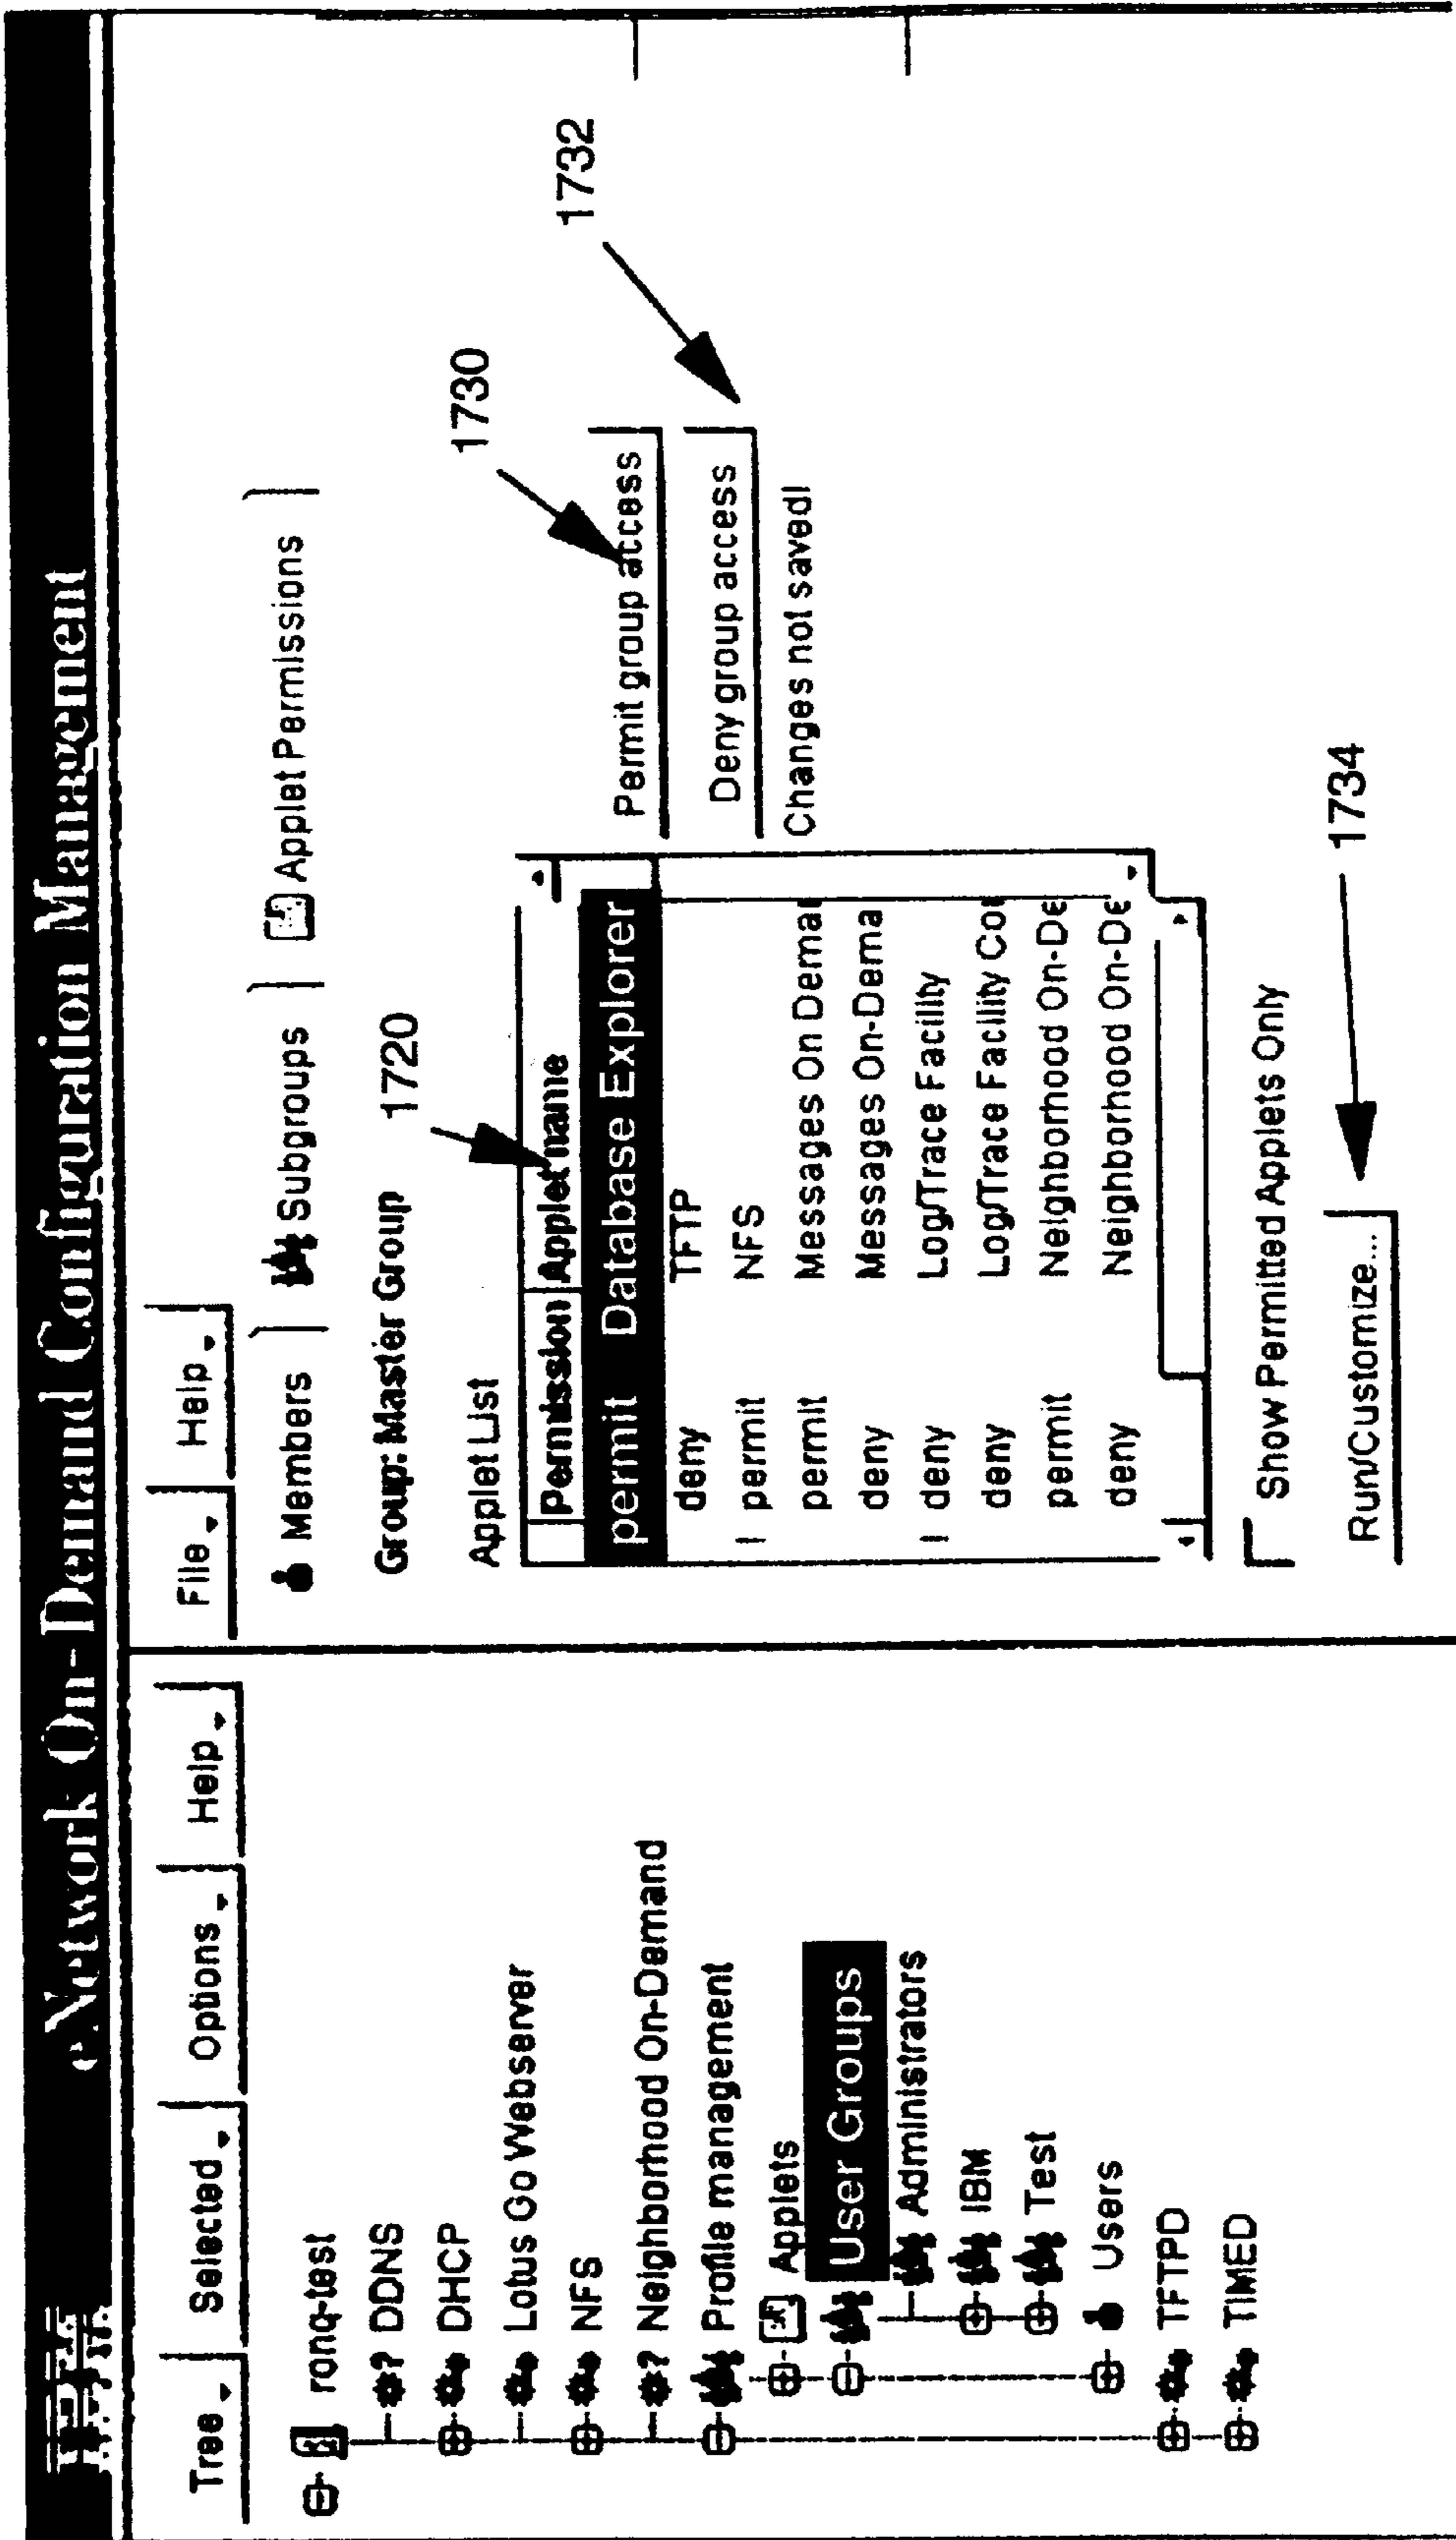 IBM
eNetwork On-Demand Configuration Management
Tree Selected Options Help
ronq-test
DDNS
DHCP
Lotus Go Webserver
NFS
Neighborhood On-Demand
Profile management
Applets
User Groups
Administrators
IBM
Test
Users
TFTPD
TIMED
File Help
Members Subgroups Applet Permissions
Group: Master Group
1720
Applet List
Permission Applet name
permit Database Explorer
deny TFTP
permit NFS
permit Messages On Deman
deny Messages On-Dema
deny Log/Trace Facility
deny Log/Trace Facility Co
permit Neighborhood On-De
deny Neighborhood On-De
Show Permitted Applets Only
Run/Customize...
1734
1730
Permit group access
1732
Deny group access
Changes not saved!